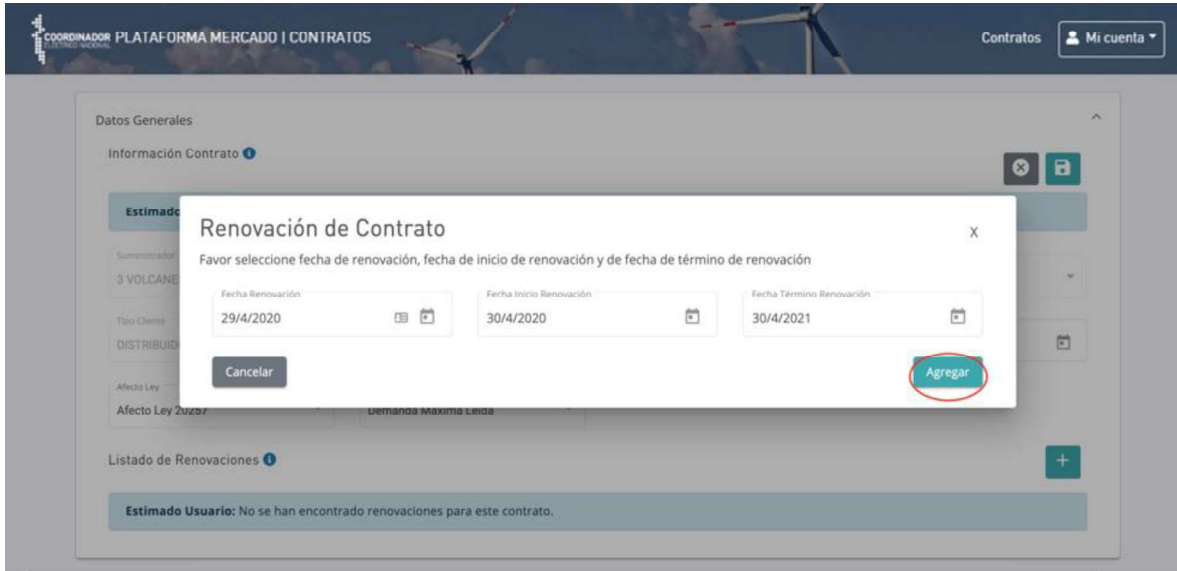 COORDINADOR
ELÉCTRICO NACIONAL
PLATAFORMA MERCADO | CONTRATOS
Contratos
Mi cuenta
Datos Generales
Información Contrato
Estimado
Renovación de Contrato
X
Favor seleccione fecha de renovación, fecha de inicio de renovación y de fecha de término de renovación
Suministrador
3 VOLCANE
Fecha Renovación
Fecha Inicio Renovación
Fecha Término Renovación
29/4/2020
30/4/2020
30/4/2021
Tipo Cliente
DISTRIBUID
Cancelar
Agregar
Afecto Ley
Afecto Ley 20257
Demanda Máxima Leída
Listado de Renovaciones
+
Estimado Usuario: No se han encontrado renovaciones para este contrato.